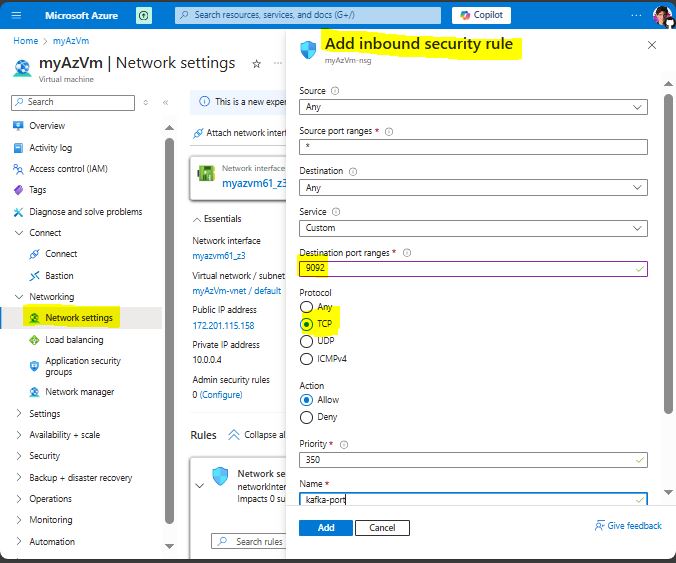 Microsoft Azure
Search resources, services, and docs (G+/)
Copilot
Home > myAzVm
myAzVm | Network settings
Virtual machine
Search
Overview
Activity log
Access control (IAM)
Tags
Diagnose and solve problems
Connect
Connect
Bastion
Networking
Network settings
Load balancing
Application security
groups
Network manager
Settings
Availability + scale
Security
Backup + disaster recovery
Operations
Monitoring
Automation
This is a new exper
Attach network interf
Network interface
myazvm61_z3
Essentials
Network interface
myazvm61_z3
Virtual network / subnet
myAzVm-vnet / default
Public IP address
172.201.115.158
Private IP address
10.0.0.4
Admin security rules
0 (Configure)
Rules
Collapse al
Network se
networkInter
Impacts 0 su
Search rules
Add inbound security rule
myAzVm-nsg
Source
Any
Source port ranges *
*
Destination
Any
Service
Custom
Destination port ranges *
9092
Protocol
Any
TCP
UDP
ICMPv4
Action
Allow
Deny
Priority *
350
Name *
kafka-port
Add
Cancel
Give feedback